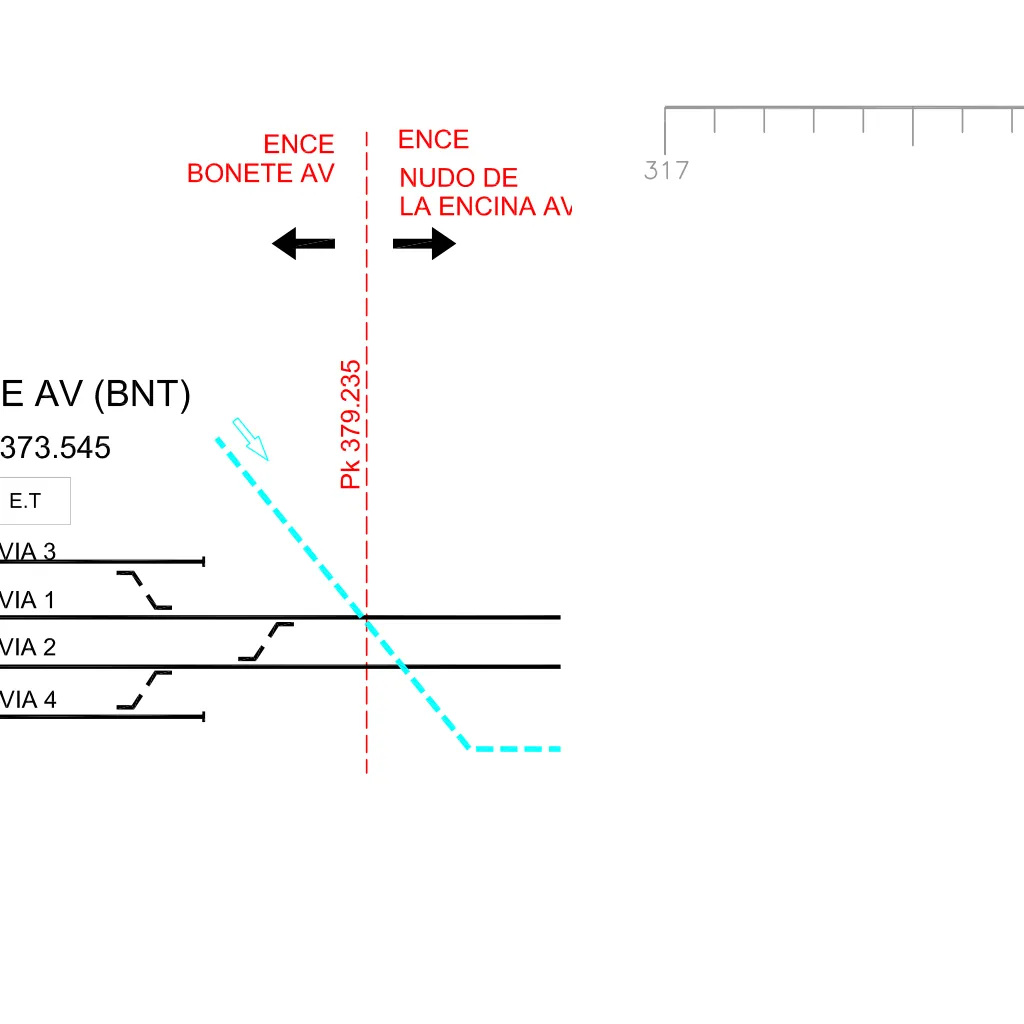 ENCE
BONETE AV
ENCE
NUDO DE
LA ENCINA AV
317
Pk 379.235
E AV (BNT)
373.545
E.T
VIA 3
VIA 1
VIA 2
VIA 4